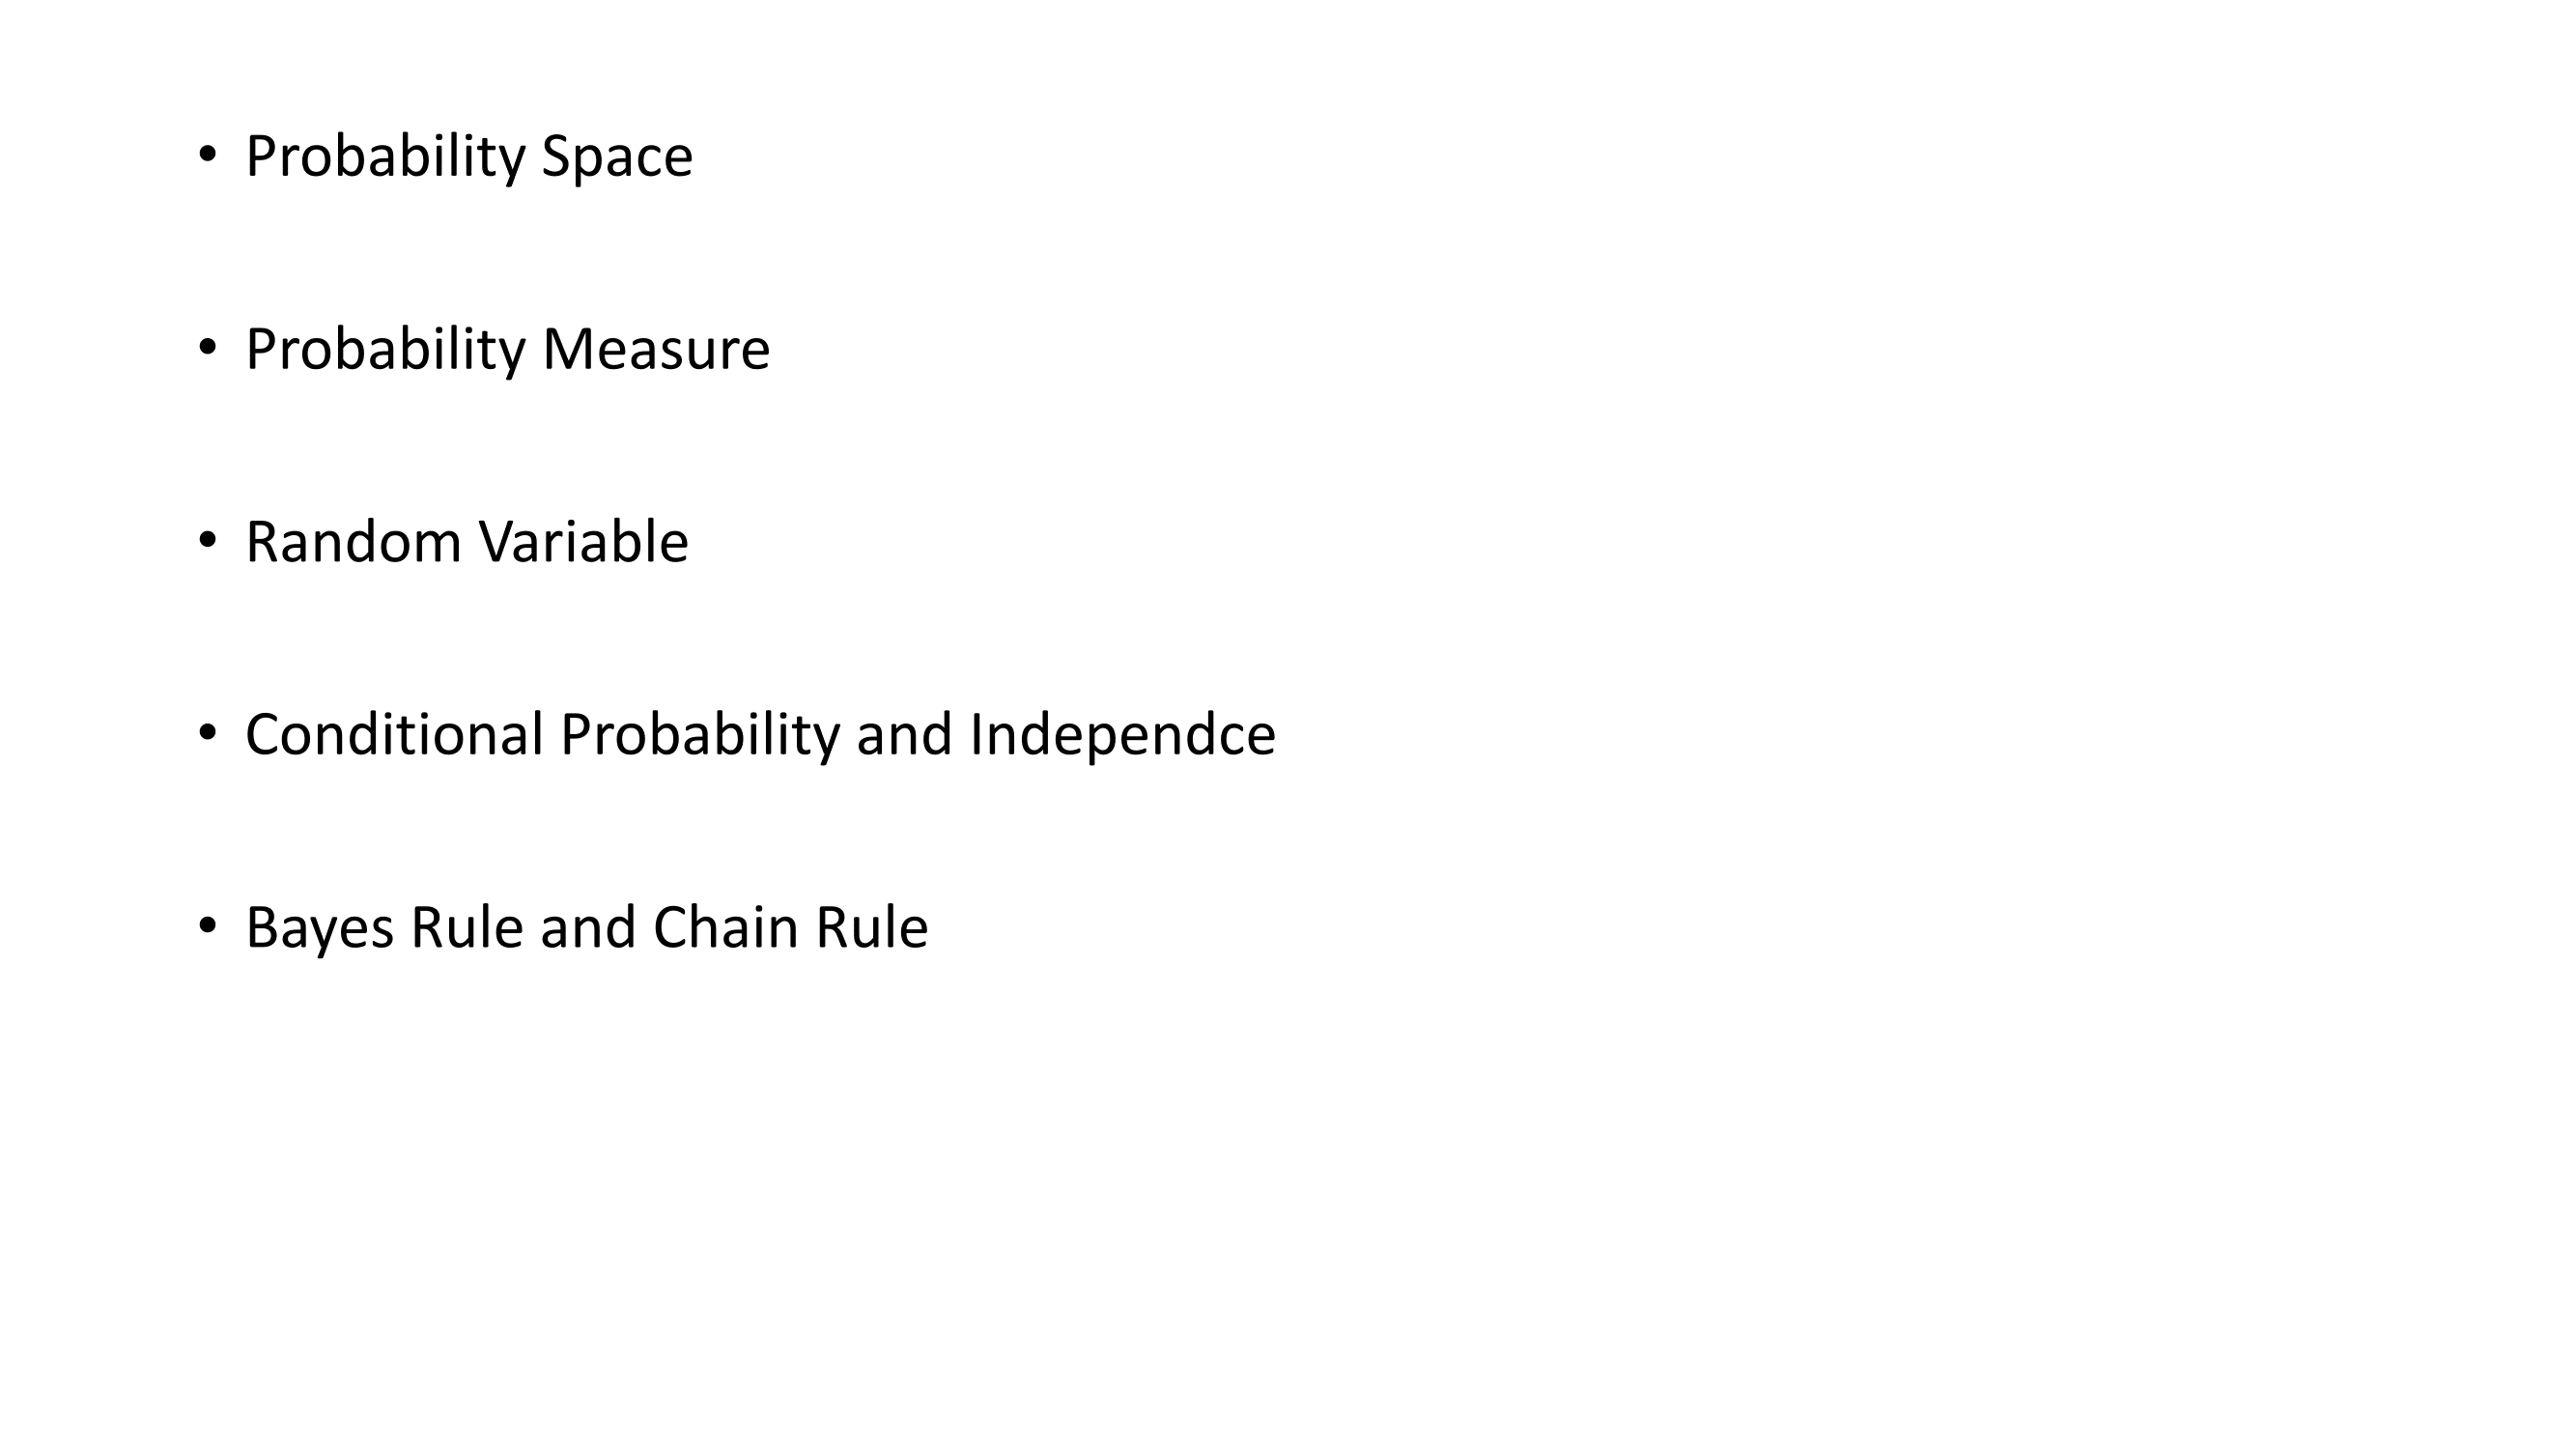 • Probability Space
• Probability Measure
• Random Variable
• Conditional Probability and Independce
• Bayes Rule and Chain Rule